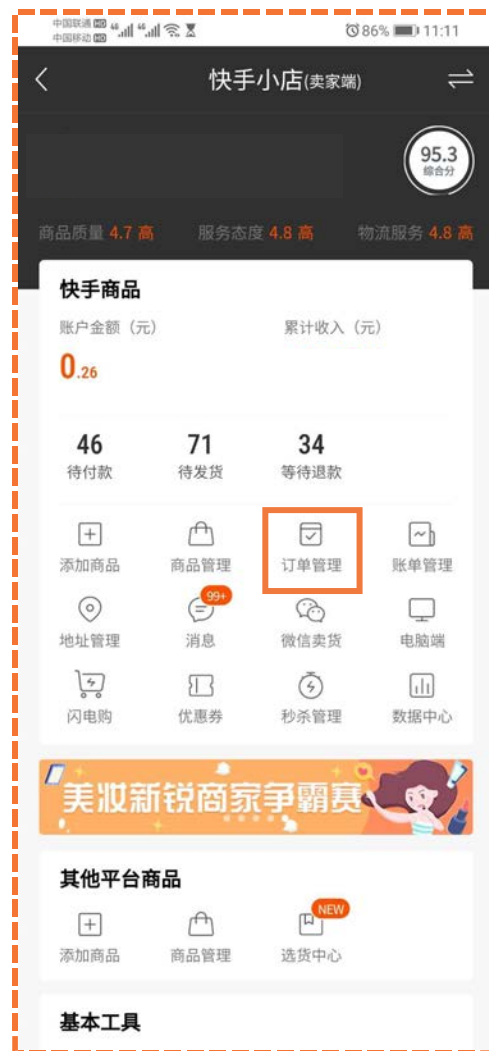 中国联通 HD 46 46 86% 11:11
中国移动 HD
快手小店(卖家端)
95.3
综合分
商品质量 4.7 高 服务态度 4.8 高 物流服务 4.8 高
快手商品
账户金额（元） 累计收入（元）
0.26
46 71 34
待付款 待发货 等待退款
添加商品 商品管理 订单管理 账单管理
99+
地址管理 消息 微信卖货 电脑端
闪电购 优惠券 秒杀管理 数据中心
美妆新锐商家争霸赛
其他平台商品
NEW
添加商品 商品管理 选货中心
基本工具